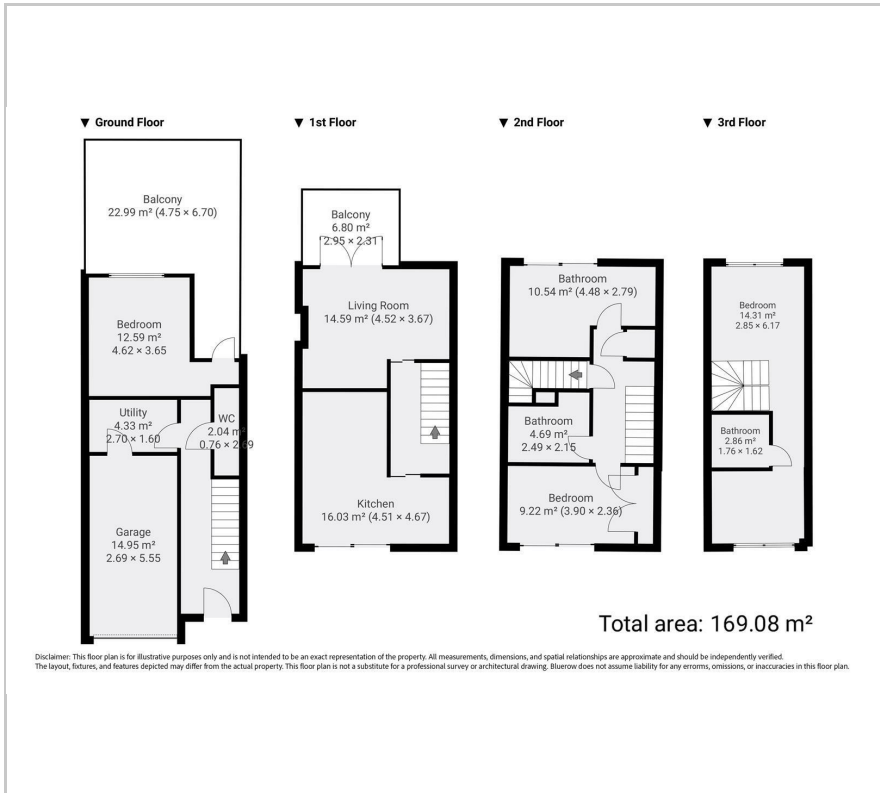 ▼ Ground Floor
▼ 1st Floor
▼ 2nd Floor
▼ 3rd Floor
Balcony
22.99 m² (4.75 × 6.70)
Bedroom
12.59 m²
4.62 × 3.65
Utility
4.33 m²
2.70 × 1.60
WC
2.04 m²
0.76 × 2.69
Garage
14.95 m²
2.69 × 5.55
Balcony
6.80 m²
2.95 × 2.31
Living Room
14.59 m² (4.52 × 3.67)
Kitchen
16.03 m² (4.51 × 4.67)
Bathroom
10.54 m² (4.48 × 2.79)
Bathroom
4.69 m²
2.49 × 2.15
Bedroom
9.22 m² (3.90 × 2.36)
Bedroom
14.31 m²
2.85 × 6.17
Bathroom
2.86 m²
1.76 × 1.62
Total area: 169.08 m²
Disclaimer: This floor plan is for illustrative purposes only and is not intended to be an exact representation of the property. All measurements, dimensions, and spatial relationships are approximate and should be independently verified.
The layout, fixtures, and features depicted may differ from the actual property. This floor plan is not a substitute for a professional survey or architectural drawing. Bluerow does not assume liability for any erroms, omissions, or inaccuracies in this floor plan.